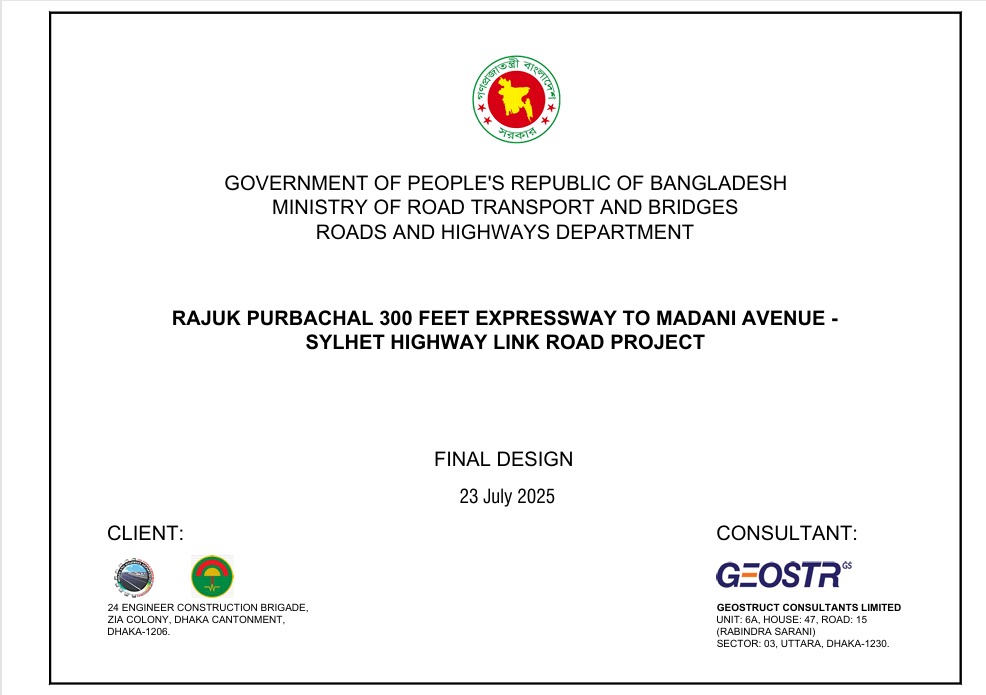 গণপ্রজাতন্ত্রী বাংলাদেশ
সরকার
GOVERNMENT OF PEOPLE'S REPUBLIC OF BANGLADESH
MINISTRY OF ROAD TRANSPORT AND BRIDGES
ROADS AND HIGHWAYS DEPARTMENT
RAJUK PURBACHAL 300 FEET EXPRESSWAY TO MADANI AVENUE -
SYLHET HIGHWAY LINK ROAD PROJECT
FINAL DESIGN
23 July 2025
CLIENT:
24 ENGINEER CONSTRUCTION BRIGADE,
ZIA COLONY, DHAKA CANTONMENT,
DHAKA-1206.
CONSULTANT:
GEOSTR GS
GEOSTRUCT CONSULTANTS LIMITED
UNIT: 6A, HOUSE: 47, ROAD: 15
(RABINDRA SARANI)
SECTOR: 03, UTTARA, DHAKA-1230.